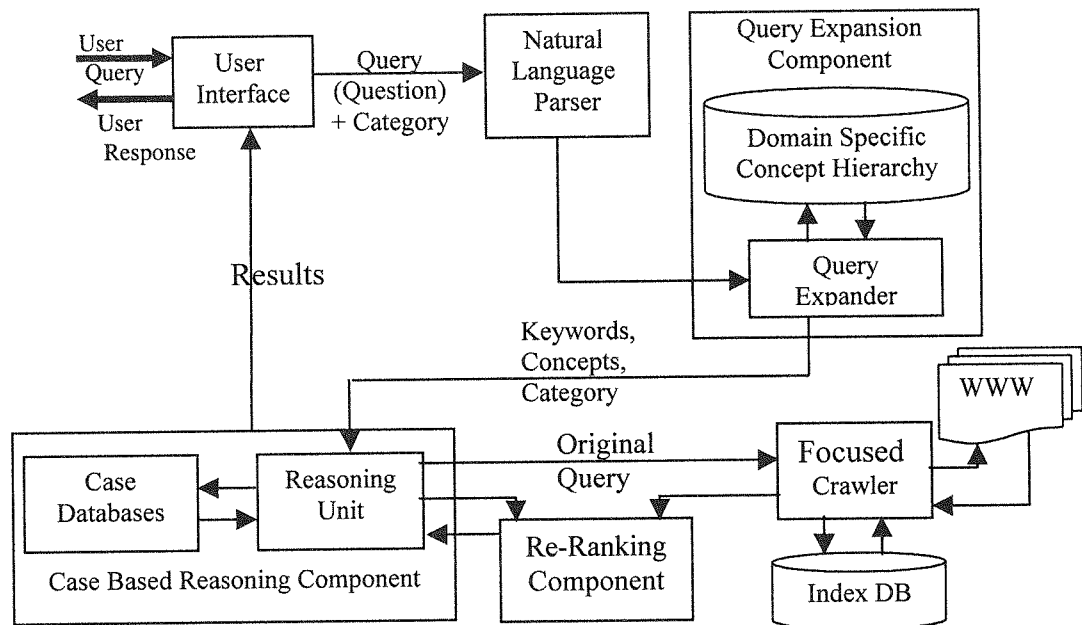 User
Query
User
Response
User
Interface
Query
(Question)
+ Category
Natural
Language
Parser
Query Expansion
Component
Domain Specific
Concept Hierarchy
Query
Expander
Results
Keywords,
Concepts,
Category
WWW
Case
Databases
Reasoning
Unit
Case Based Reasoning Component
Original
Query
Re-Ranking
Component
Focused
Crawler
Index DB